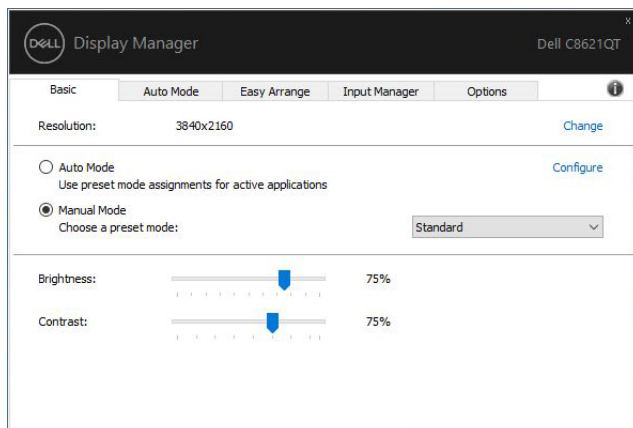 DELL Display Manager Dell C8621QT
Basic Auto Mode Easy Arrange Input Manager Options
Resolution: 3840x2160 Change
Auto Mode Configure
Use preset mode assignments for active applications
Manual Mode
Choose a preset mode: Standard
Brightness: 75%
Contrast: 75%